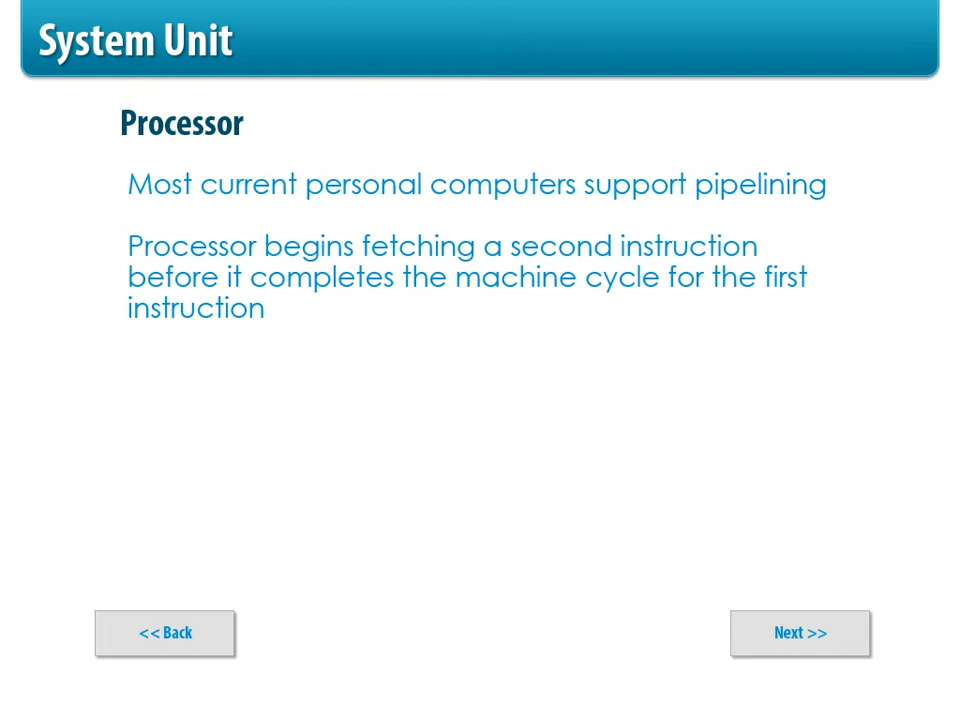 System Unit
Processor
Most current personal computers support pipelining
Processor begins fetching a second instruction
before it completes the machine cycle for the first
instruction
<< Back
Next >>